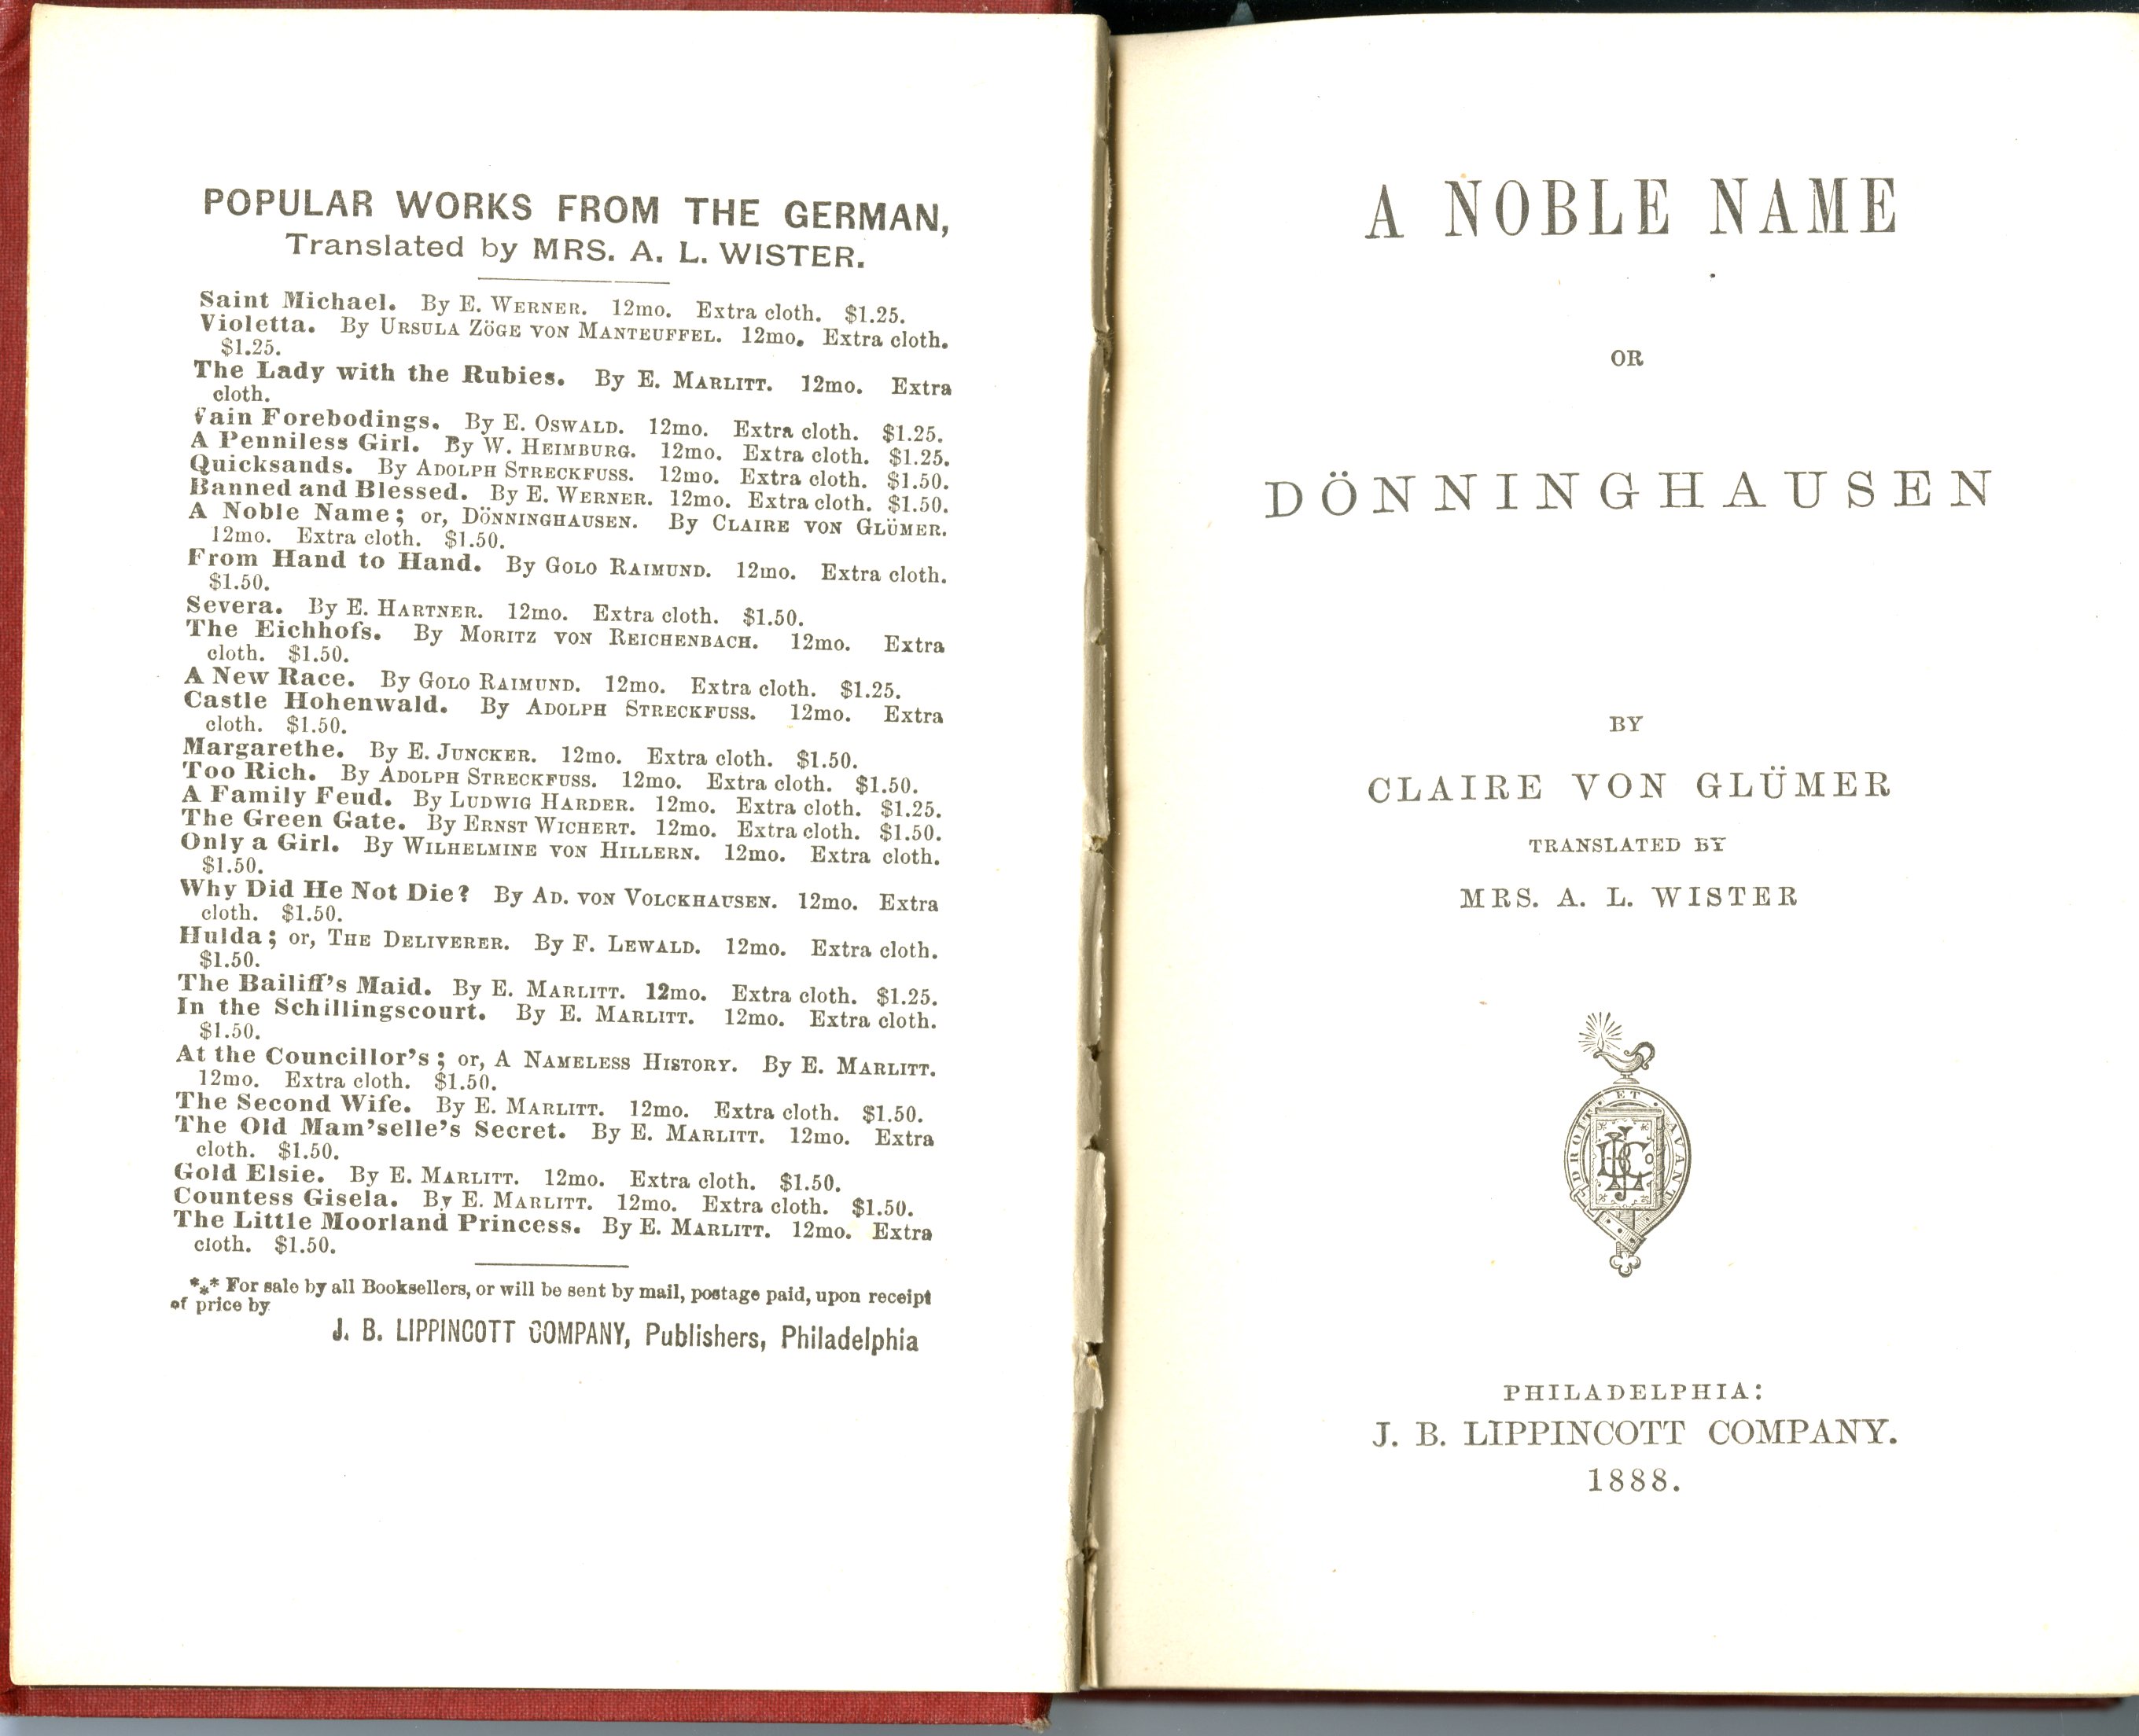 POPULAR WORKS FROM THE GERMAN,
Translated by MRS. A. L. WISTER.
Saint Michael. By E. WERNER. 12mo. Extra cloth. $1.25.
Violetta. By URSULA ZÖGE VON MANTEUFFEL. 12mo. Extra cloth.
$1.25.
The Lady with the Rubies. By E. MARLITT. 12mo. Extra
cloth.
Vain Forebodings. By E. OSWALD. 12mo. Extra cloth. $1.25.
A Penniless Girl. By W. HEIMBURG. 12mo. Extra cloth. $1.25.
Quicksands. By ADOLPH STRECKFUSS. 12mo. Extra cloth. $1.50.
Banned and Blessed. By E. WERNER. 12mo. Extra cloth. $1.50.
A Noble Name; or, DÖNNINGHAUSEN. By CLAIRE VON GLÜMER.
12mo. Extra cloth. $1.50.
From Hand to Hand. By GOLO RAIMUND. 12mo. Extra cloth.
$1.50.
Severa. By E. HARTNER. 12mo. Extra cloth. $1.50.
The Eichhofs. By MORITZ VON REICHENBACH. 12mo. Extra
cloth. $1.50.
A New Race. By GOLO RAIMUND. 12mo. Extra cloth. $1.25.
Castle Hohenwald. By ADOLPH STRECKFUSS. 12mo. Extra
cloth. $1.50.
Margarethe. By E. JUNCKER. 12mo. Extra cloth. $1.50.
Too Rich. By ADOLPH STRECKFUSS. 12mo. Extra cloth. $1.50.
A Family Feud. By LUDWIG HARDER. 12mo. Extra cloth. $1.25.
The Green Gate. By ERNST WICHERT. 12mo. Extra cloth. $1.50.
Only a Girl. By WILHELMINE VON HILLERN. 12mo. Extra cloth.
$1.50.
Why Did He Not Die? By AD. VON VOLCKHAUSEN. 12mo. Extra
cloth. $1.50.
Hulda; or, THE DELIVERER. By F. LEWALD. 12mo. Extra cloth.
$1.50.
The Bailiff's Maid. By E. MARLITT. 12mo. Extra cloth. $1.25.
In the Schillingscourt. By E. MARLITT. 12mo. Extra cloth.
$1.50.
At the Councillor's; or, A NAMELESS HISTORY. By E. MARLITT.
12mo. Extra cloth. $1.50.
The Second Wife. By E. MARLITT. 12mo. Extra cloth. $1.50.
The Old Mam'selle's Secret. By E. MARLITT. 12mo. Extra
cloth. $1.50.
Gold Elsie. By E. MARLITT. 12mo. Extra cloth. $1.50.
Countess Gisela. By E. MARLITT. 12mo. Extra cloth. $1.50.
The Little Moorland Princess. By E. MARLITT. 12mo. Extra
cloth. $1.50.
*** For sale by all Booksellers, or will be sent by mail, postage paid, upon receipt
of price by
J. B. LIPPINCOTT COMPANY, Publishers, Philadelphia
A NOBLE NAME
OR
DÖNNINGHAUSEN
BY
CLAIRE VON GLÜMER
TRANSLATED BY
MRS. A. L. WISTER
DROIT · ET · AVANT
PHILADELPHIA:
J. B. LIPPINCOTT COMPANY.
1888.